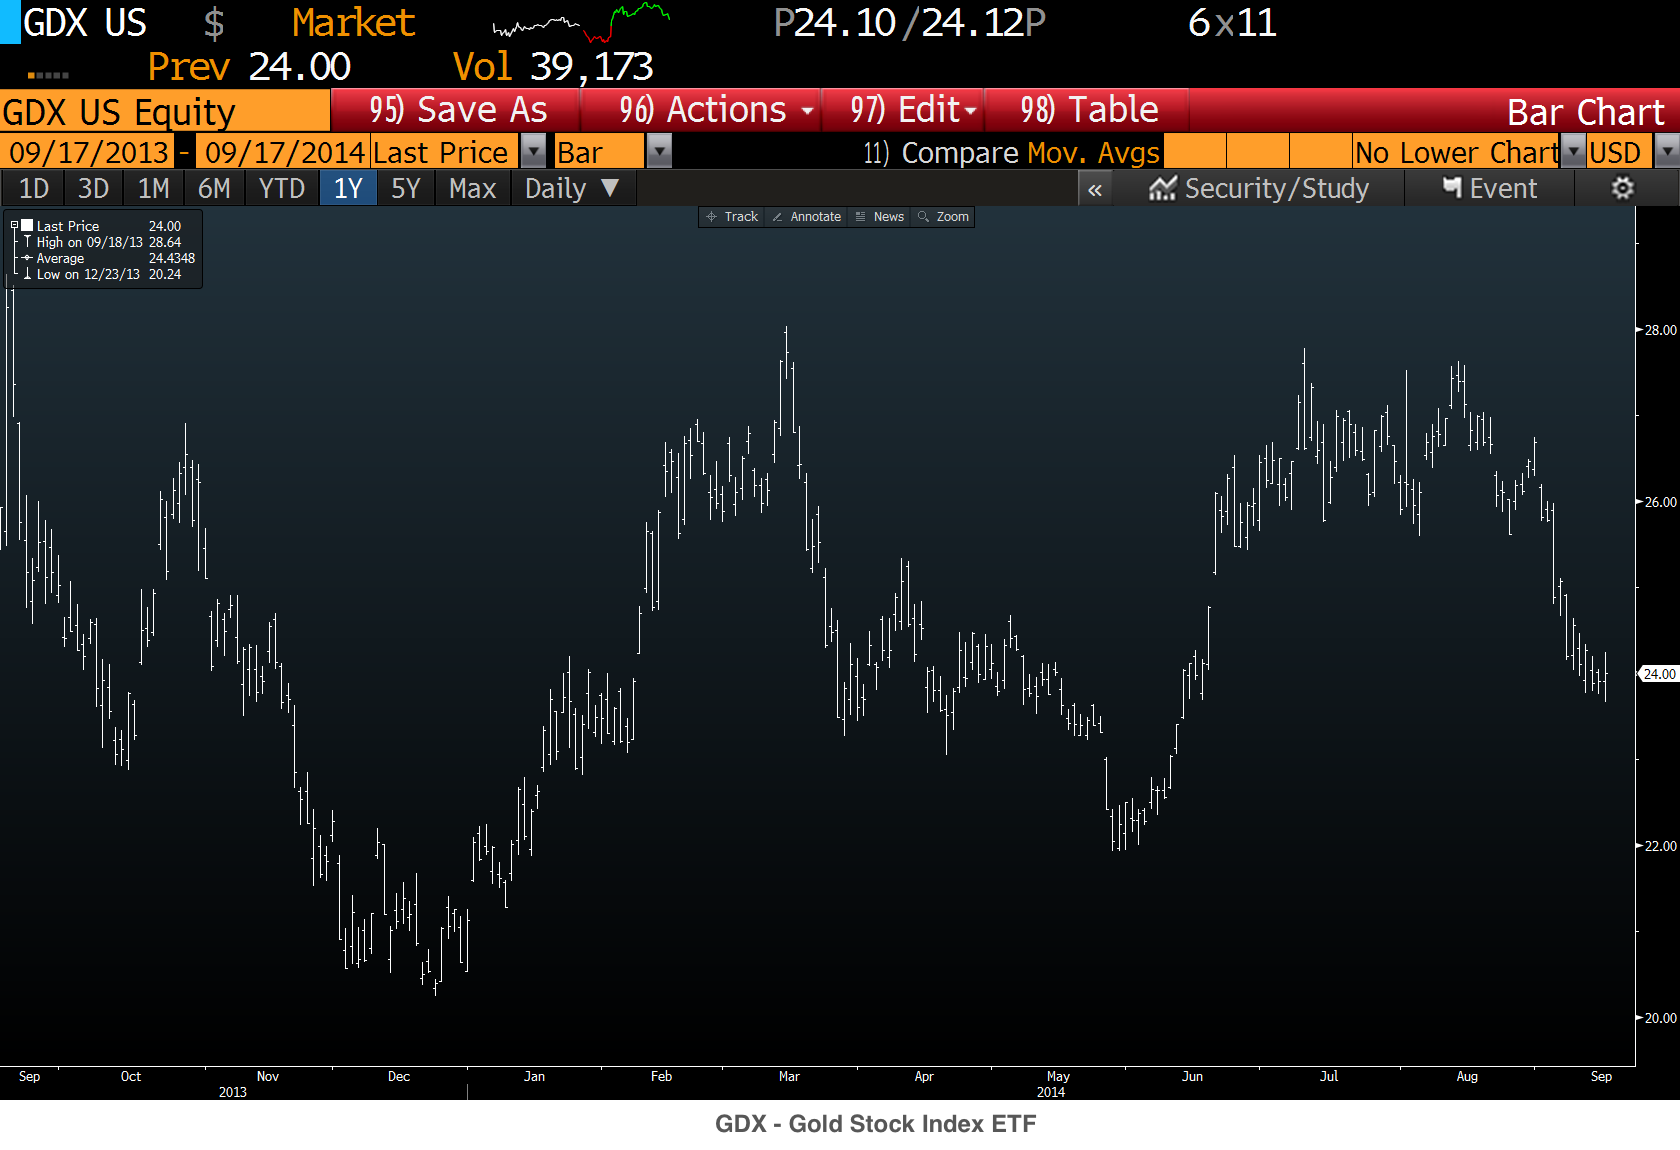 GDX US $ Market P24.10/24.12P 6x11
Prev 24.00 Vol 39,173
GDX US Equity 95) Save As 96) Actions 97) Edit 98) Table Bar Chart
09/17/2013 - 09/17/2014 Last Price Bar 11) Compare Mov. Avgs No Lower Chart USD
1D 3D 1M 6M YTD 1Y 5Y Max Daily ▼ « Security/Study Event
Track Annotate News Zoom
Last Price 24.00
High on 09/18/13 28.64
Average 24.4348
Low on 12/23/13 20.24
28.00
26.00
24.00
22.00
20.00
Sep Oct Nov Dec Jan Feb Mar Apr May Jun Jul Aug Sep
2013 2014
GDX - Gold Stock Index ETF